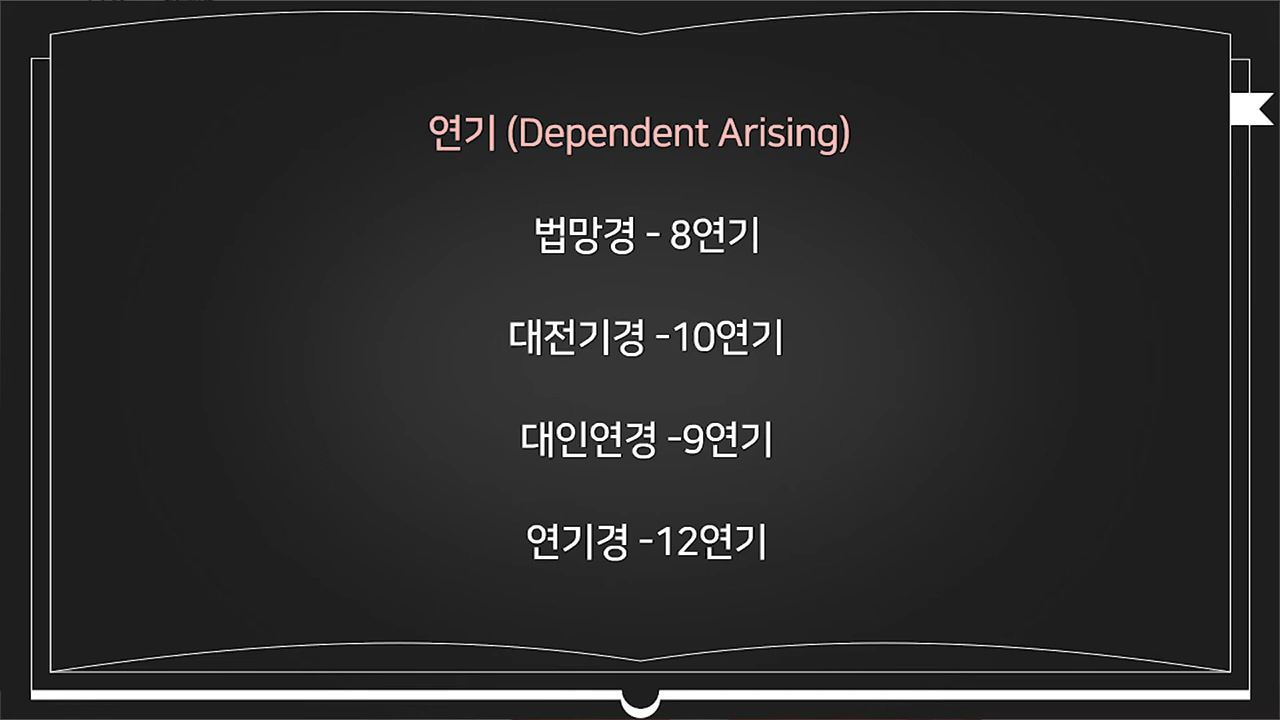 연기 (Dependent Arising)
법망경 - 8연기
대전기경 -10연기
대인연경 -9연기
연기경 -12연기